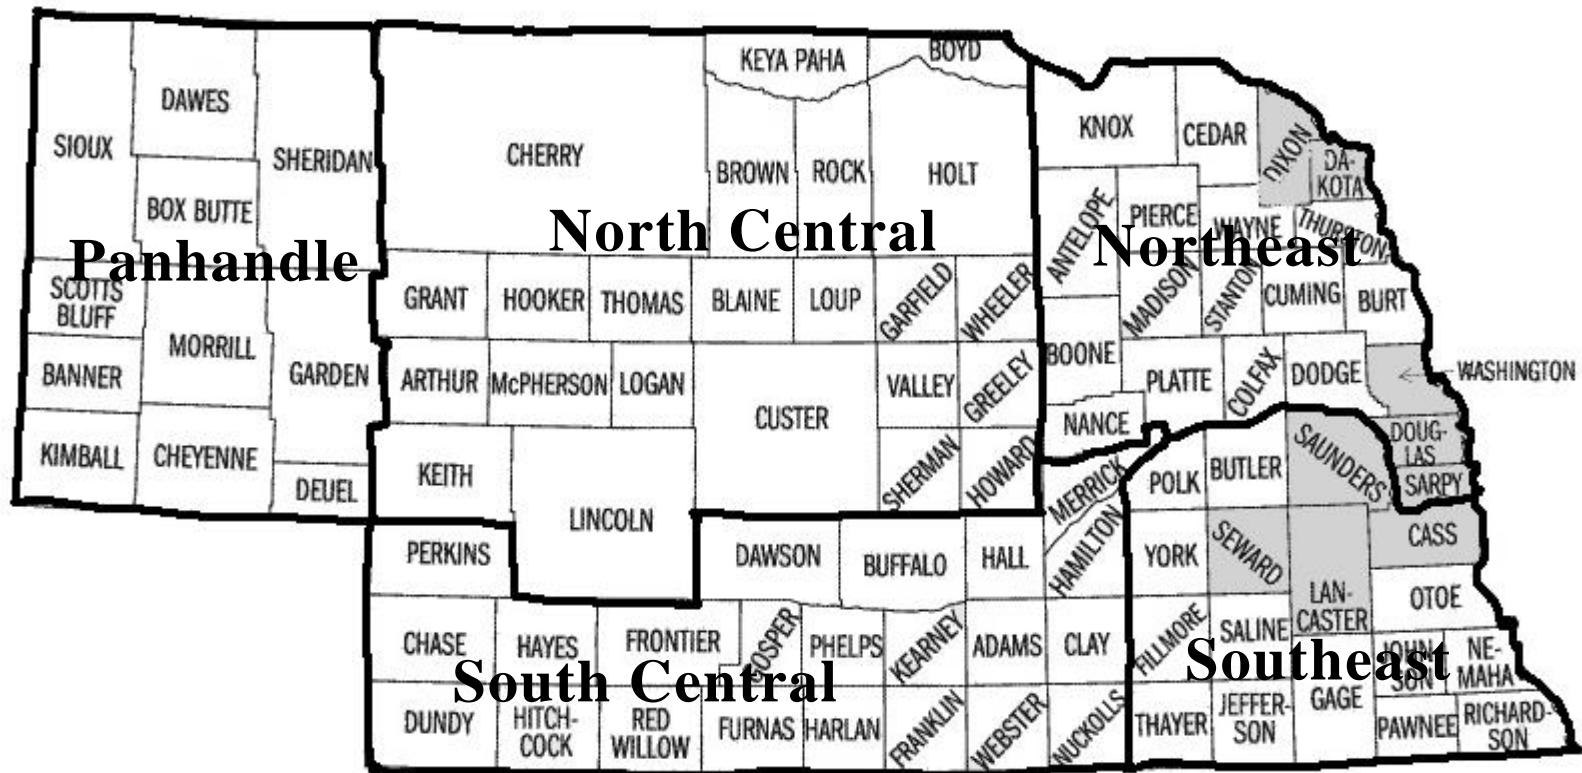 KEYA PAHA
BOYD
DAWES
SIOUX
SHERIDAN
CHERRY
BROWN
ROCK
HOLT
KNOX
CEDAR
DIXON
DA-
KOTA
BOX BUTTE
ANTELOPE
PIERCE
WAYNE
THURSTON
Panhandle
North Central
Northeast
SCOTTS
BLUFF
MORRILL
GARDEN
GRANT
HOOKER
THOMAS
BLAINE
LOUP
GARFIELD
WHEELER
MADISON
STANTON
CUMING
BURT
BANNER
ARTHUR
McPHERSON
LOGAN
CUSTER
VALLEY
GREELEY
BOONE
PLATTE
COLFAX
DODGE
WASHINGTON
NANCE
KIMBALL
CHEYENNE
DEUEL
KEITH
LINCOLN
SHERMAN
HOWARD
MERRICK
POLK
BUTLER
SAUNDERS
DOUG-
LAS
SARPY
PERKINS
DAWSON
BUFFALO
HALL
HAMILTON
YORK
SEWARD
LAN-
CASTER
CASS
OTOE
CHASE
HAYES
FRONTIER
GOSPER
PHELPS
KEARNEY
ADAMS
CLAY
FILLMORE
SALINE
JOHN-
SON
NE-
MAHA
South Central
Southeast
DUNDY
HITCH-
COCK
RED
WILLOW
FURNAS
HARLAN
FRANKLIN
WEBSTER
NUCKOLLS
THAYER
JEFFER-
SON
GAGE
PAWNEE
RICHARD-
SON